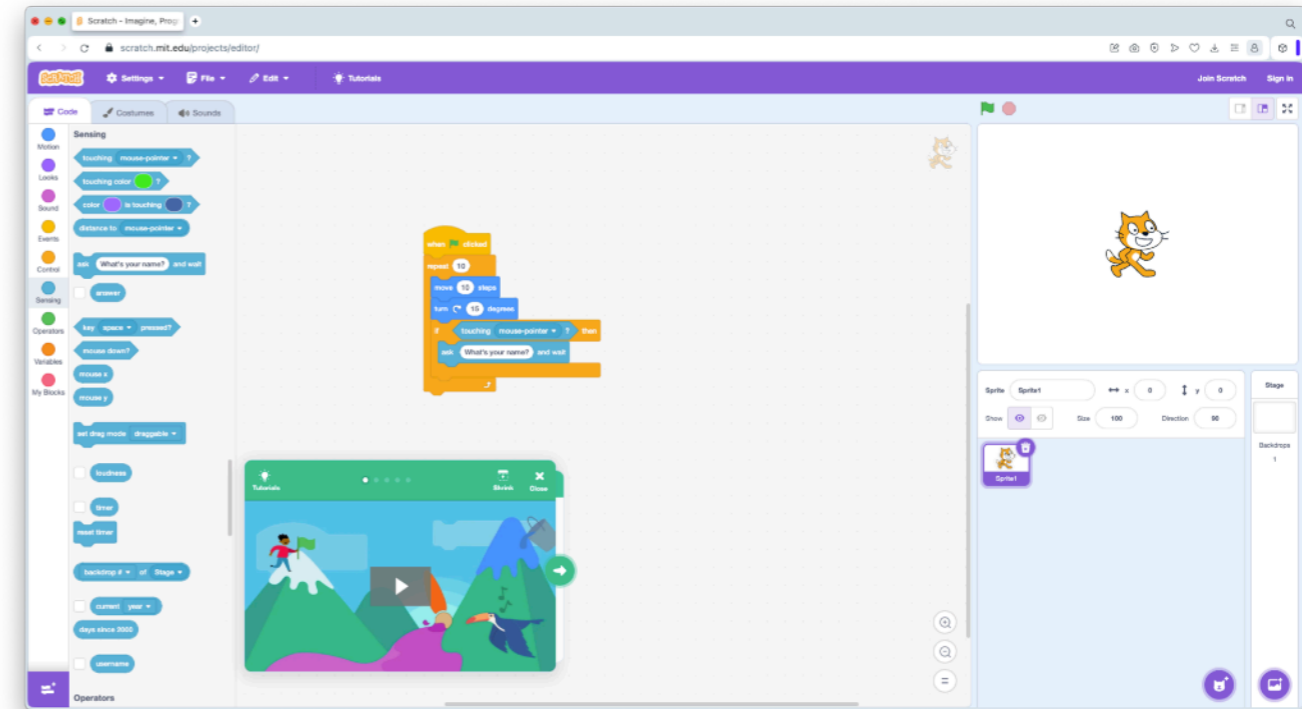 Scratch - Imagine, Prog
scratch.mit.edu/projects/editor/
SCRATCH Settings File Edit Tutorials Join Scratch Sign in
Code Costumes Sounds
Motion
Looks
Sound
Events
Control
Sensing
Operators
Variables
My Blocks
Sensing
touching mouse-pointer ?
touching color ?
color is touching ?
distance to mouse-pointer
ask What's your name? and wait
answer
key space pressed?
mouse down?
mouse x
mouse y
set drag mode draggable
loudness
timer
reset timer
backdrop # of Stage
current year
days since 2000
username
Operators
when clicked
repeat 10
move 10 steps
turn 15 degrees
if touching mouse-pointer ? then
ask What's your name? and wait
Tutorials Shrink Close
Sprite Sprite1 x 0 y 0
Show Size 100 Direction 90
Sprite1
Stage
Backdrops
1